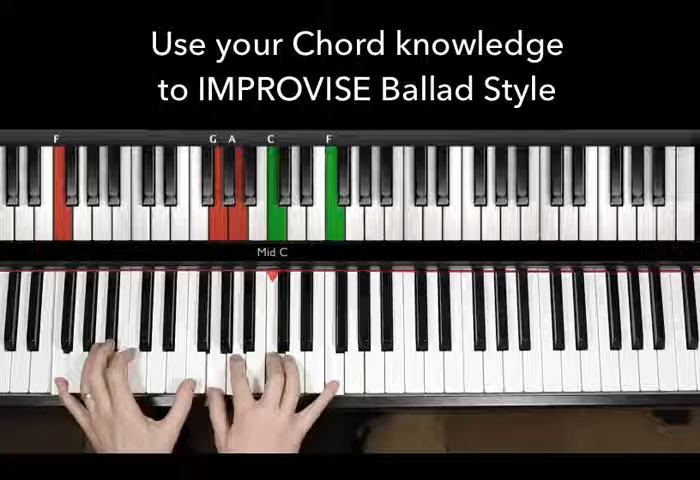 Use your Chord knowledge
to IMPROVISE Ballad Style
F G A C F
Mid C